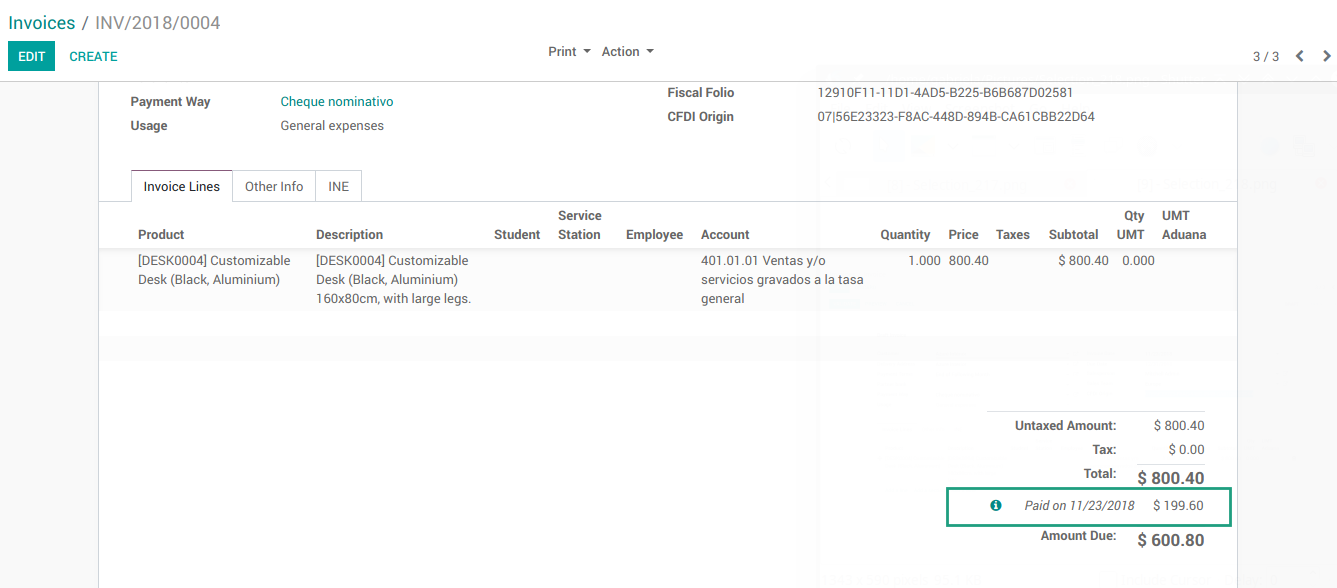 Invoices / INV/2018/0004
EDIT CREATE Print Action 3 / 3
Payment Way Cheque nominativo
Usage General expenses
Fiscal Folio 12910F11-11D1-4AD5-B225-B6B687D02581
CFDI Origin 07|56E23323-F8AC-448D-894B-CA61CBB22D64
Invoice Lines Other Info INE
Product Description Student Service Station Employee Account Quantity Price Taxes Subtotal Qty UMT UMT Aduana
[DESK0004] Customizable
Desk (Black, Aluminium)
[DESK0004] Customizable
Desk (Black, Aluminium)
160x80cm, with large legs.
401.01.01 Ventas y/o
servicios gravados a la tasa
general
1.000 800.40 $ 800.40 0.000
Untaxed Amount: $ 800.40
Tax: $ 0.00
Total: $ 800.40
Paid on 11/23/2018 $ 199.60
Amount Due: $ 600.80